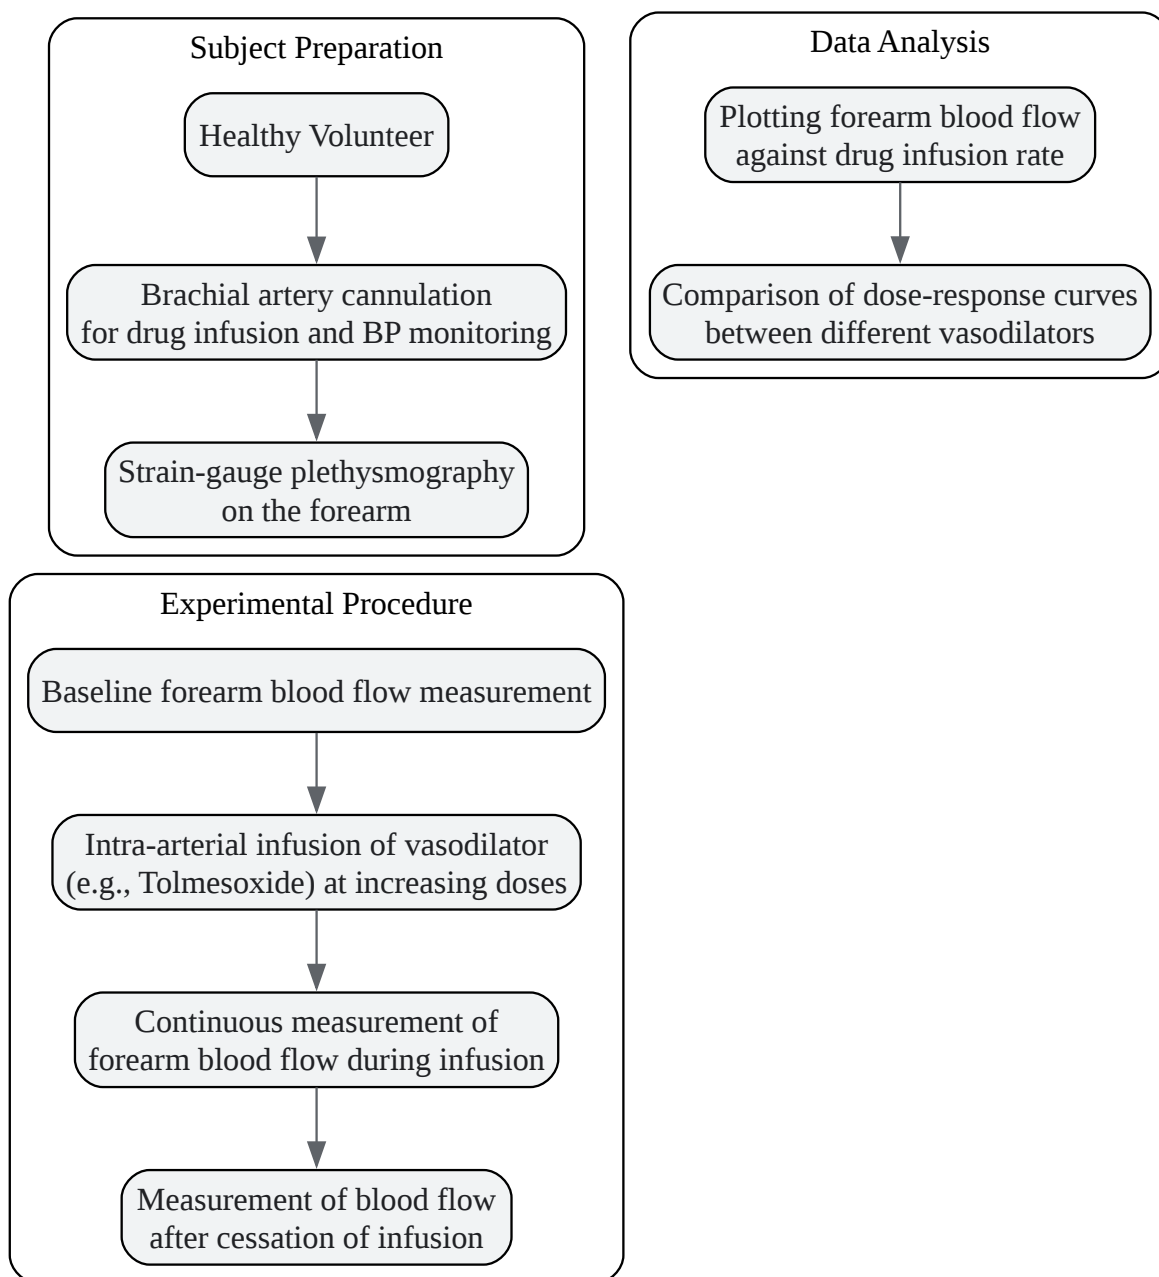 Subject Preparation
Healthy Volunteer
Brachial artery cannulation
for drug infusion and BP monitoring
Strain-gauge plethysmography
on the forearm
Data Analysis
Plotting forearm blood flow
against drug infusion rate
Comparison of dose-response curves
between different vasodilators
Experimental Procedure
Baseline forearm blood flow measurement
Intra-arterial infusion of vasodilator
(e.g., Tolmesoxide) at increasing doses
Continuous measurement of
forearm blood flow during infusion
Measurement of blood flow
after cessation of infusion